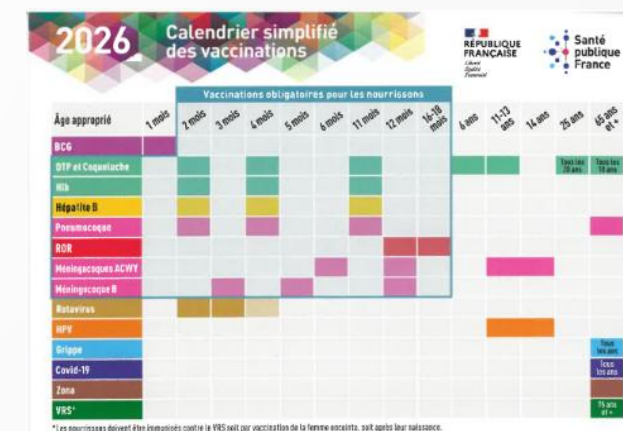 2026
Calendrier simplifié
des vaccinations
RÉPUBLIQUE
FRANÇAISE
Liberté
Égalité
Fraternité
Santé
publique
France
Vaccinations obligatoires pour les nourrissons
Âge approprié
1 mois
2 mois
3 mois
4 mois
5 mois
6 mois
11 mois
12 mois
16-18
mois
6 ans
11-13
ans
14 ans
25 ans
65 ans
et +
BCG
DTP et Coqueluche
Tous les
20 ans
Tous les
10 ans
Hib
Hépatite B
Pneumocoque
ROR
Méningocoques ACWY
Méningocoque B
Rotavirus
HPV
Grippe
Tous
les ans
Covid-19
Tous
les ans
Zona
VRS*
75 ans
et +
*Les nourrissons doivent être immunisés contre le VRS soit par vaccination de la femme enceinte, soit après leur naissance.